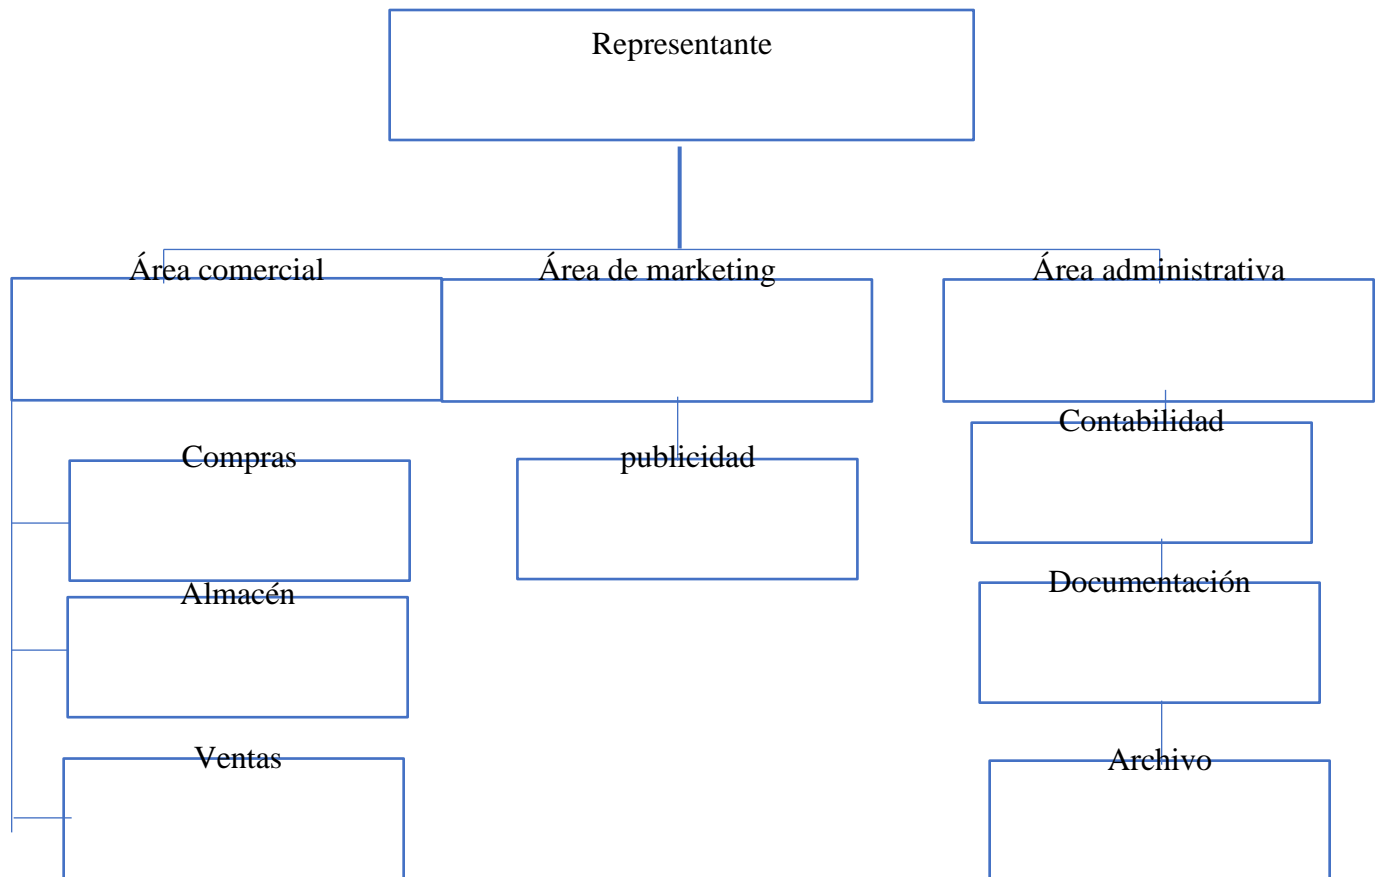 Representante
Área comercial
Área de marketing
Área administrativa
Contabilidad
Compras
publicidad
Documentación
Almacén
Ventas
Archivo